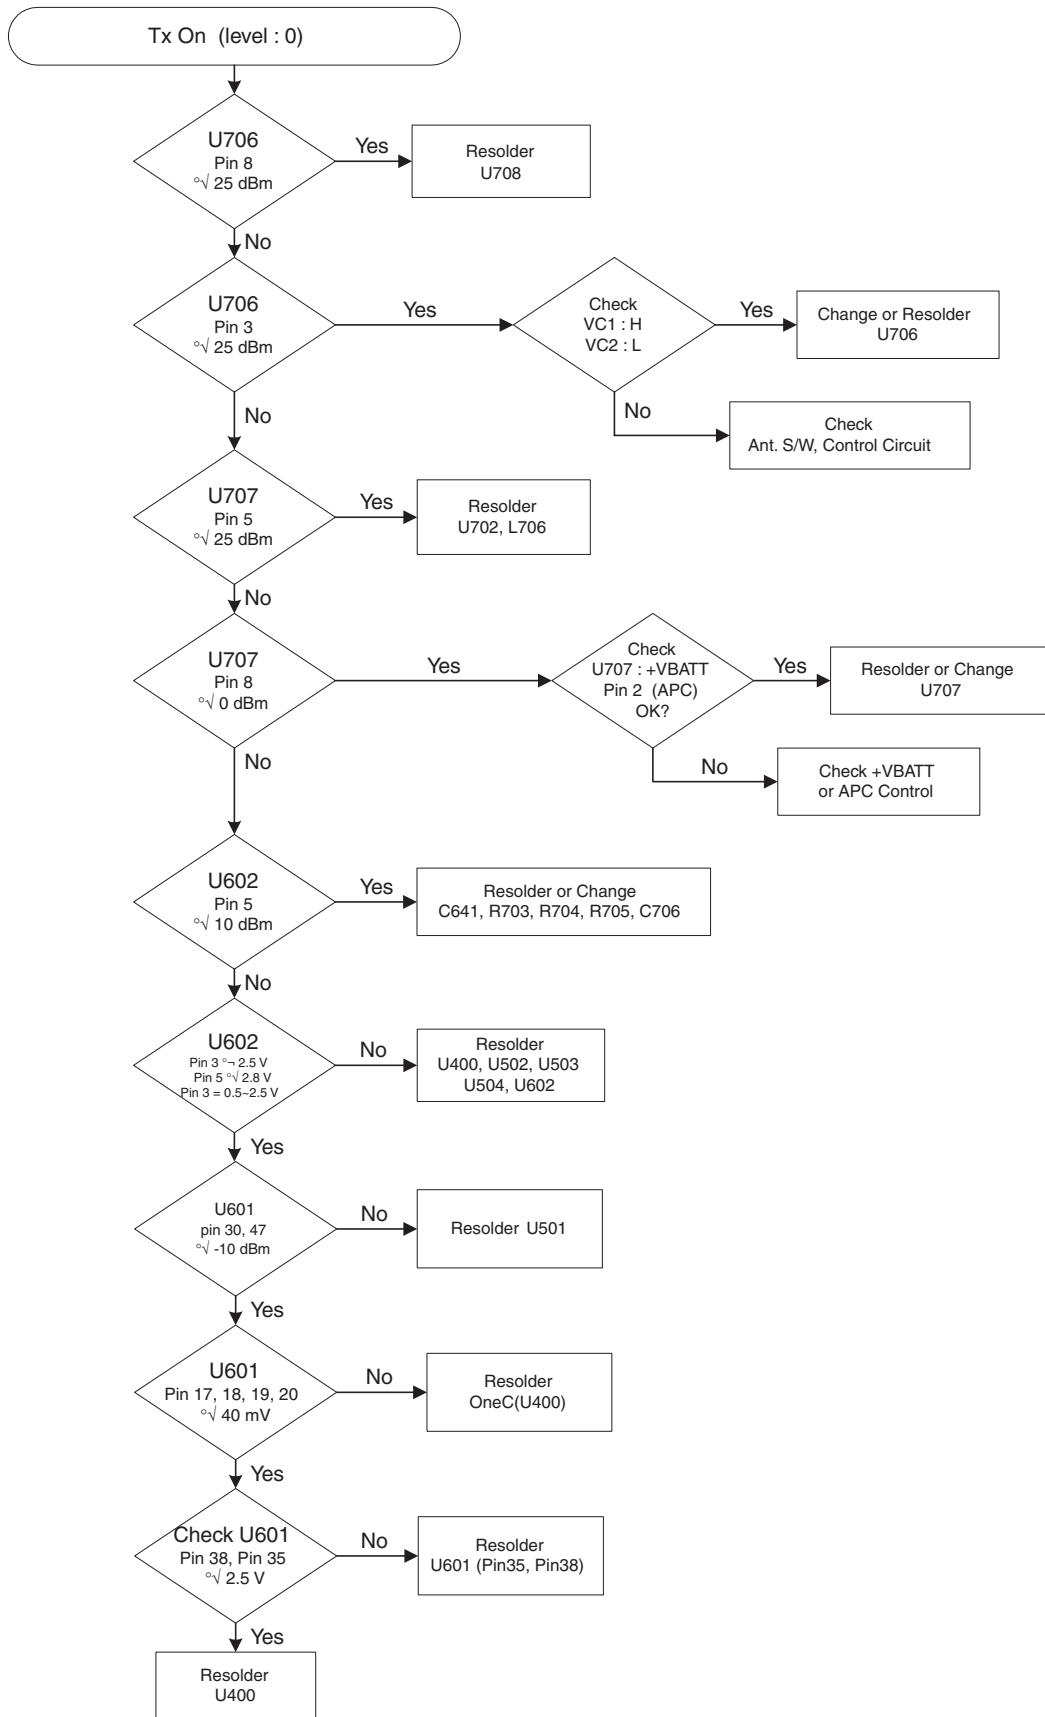 Tx On (level : 0)
U706
Pin 8
°√ 25 dBm
Yes
Resolder
U708
No
U706
Pin 3
°√ 25 dBm
Yes
Check
VC1 : H
VC2 : L
Yes
Change or Resolder
U706
No
Check
Ant. S/W, Control Circuit
No
U707
Pin 5
°√ 25 dBm
Yes
Resolder
U702, L706
No
U707
Pin 8
°√ 0 dBm
Yes
Check
U707 : +VBATT
Pin 2 (APC)
OK?
Yes
Resolder or Change
U707
No
Check +VBATT
or APC Control
No
U602
Pin 5
°√ 10 dBm
Yes
Resolder or Change
C641, R703, R704, R705, C706
No
U602
Pin 3 °¬ 2.5 V
Pin 5 °√ 2.8 V
Pin 3 = 0.5~2.5 V
No
Resolder
U400, U502, U503
U504, U602
Yes
U601
pin 30, 47
°√ -10 dBm
No
Resolder U501
Yes
U601
Pin 17, 18, 19, 20
°√ 40 mV
No
Resolder
OneC(U400)
Yes
Check U601
Pin 38, Pin 35
°√ 2.5 V
No
Resolder
U601 (Pin35, Pin38)
Yes
Resolder
U400